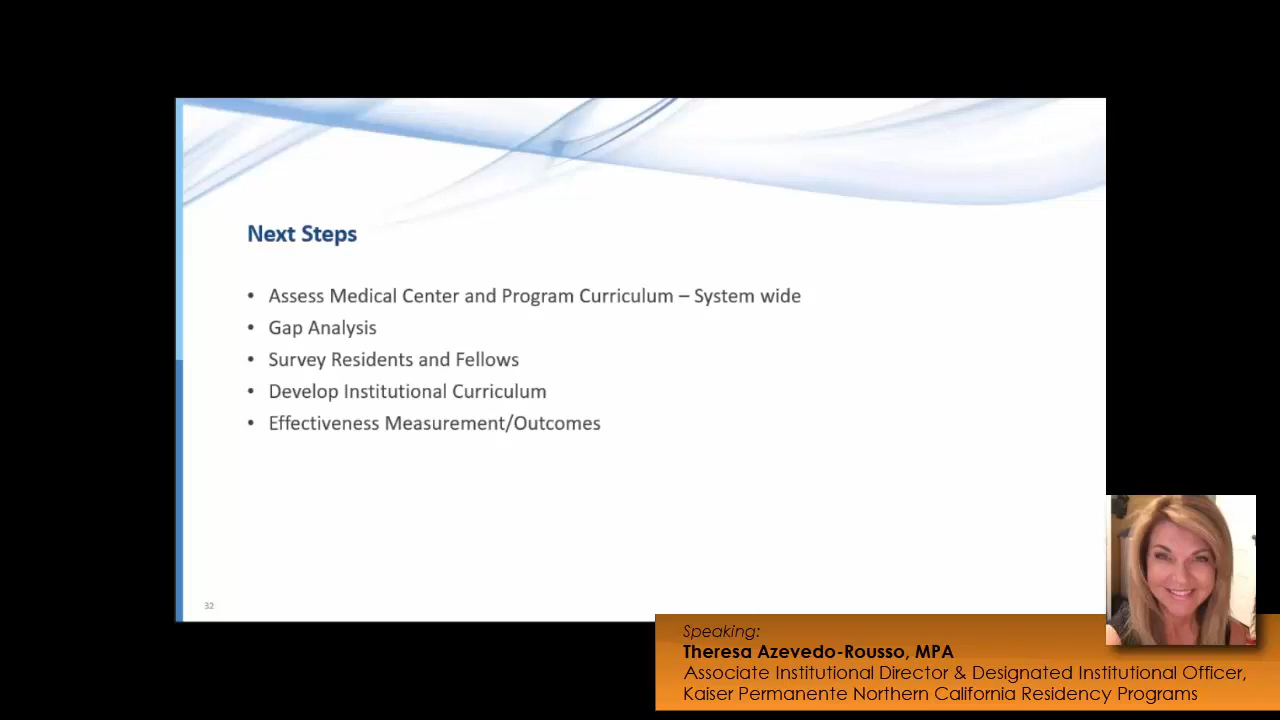 Next Steps
• Assess Medical Center and Program Curriculum – System wide
• Gap Analysis
• Survey Residents and Fellows
• Develop Institutional Curriculum
• Effectiveness Measurement/Outcomes
32
Speaking:
Theresa Azevedo-Rousso, MPA
Associate Institutional Director & Designated Institutional Officer,
Kaiser Permanente Northern California Residency Programs